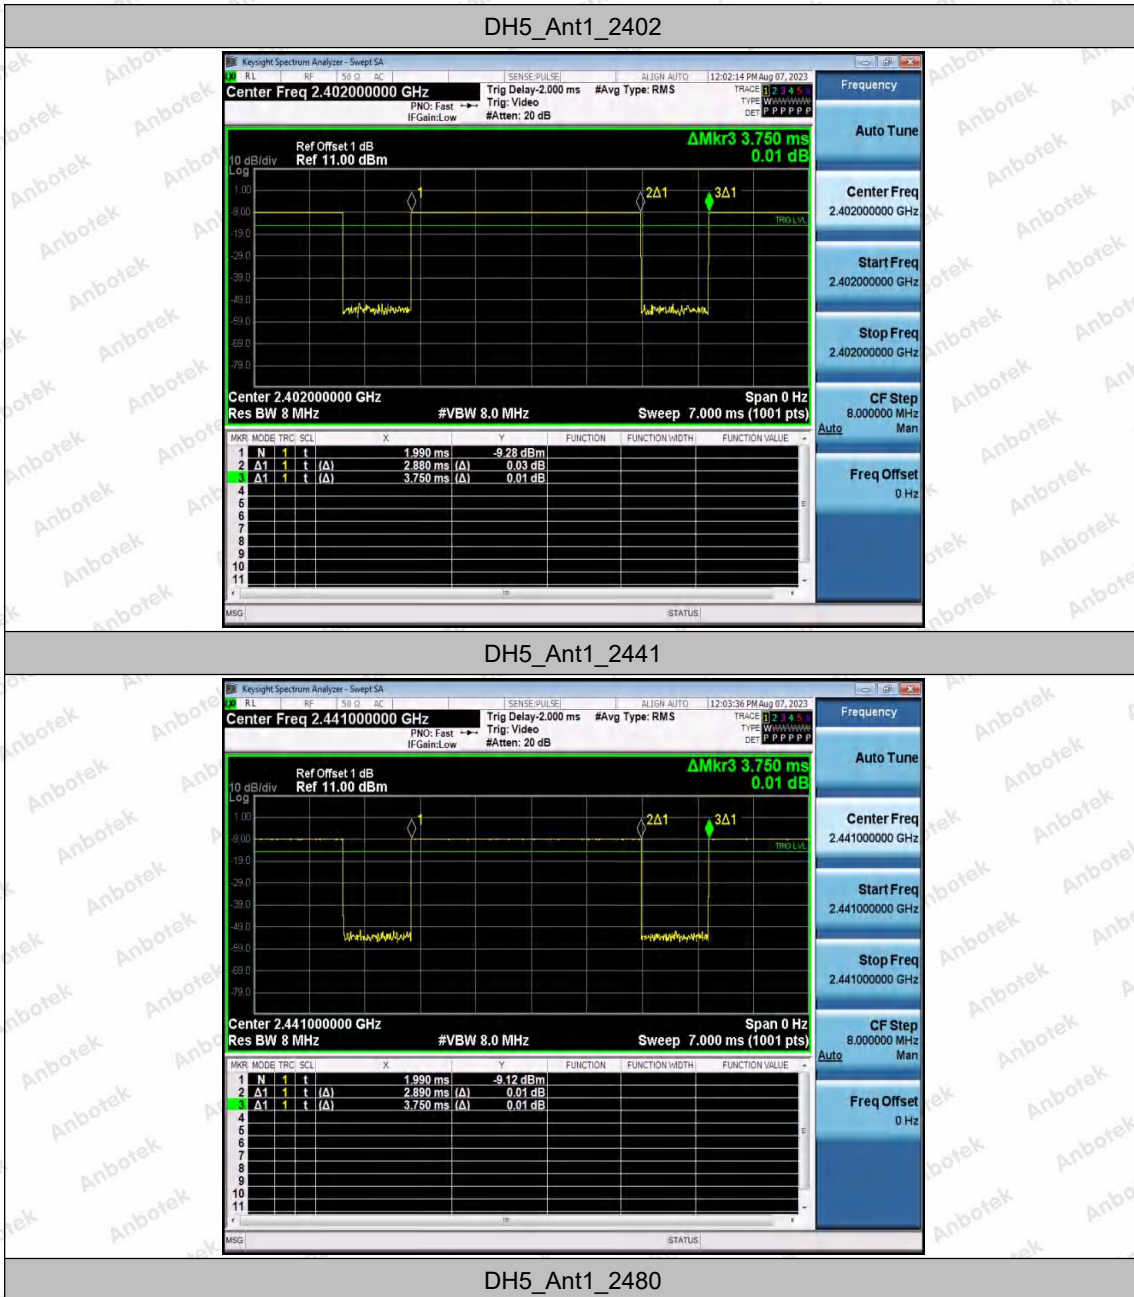 DH5_Ant1_2402
Keysight Spectrum Analyzer - Swept SA
RL RF 50 Ω AC SENSE:PULSE ALIGN AUTO 12:02:14 PM Aug 07, 2023
Center Freq 2.402000000 GHz Trig Delay-2.000 ms #Avg Type: RMS TRACE 1 2 3 4 5 6
PNO: Fast Trig: Video TYPE WWWWWW
IFGain:Low #Atten: 20 dB DET P P P P P P
Frequency
Auto Tune
Center Freq
2.402000000 GHz
Start Freq
2.402000000 GHz
Stop Freq
2.402000000 GHz
CF Step
8.000000 MHz
Auto Man
Freq Offset
0 Hz
ΔMkr3 3.750 ms
0.01 dB
Ref Offset 1 dB
10 dB/div Ref 11.00 dBm
Log
1 2Δ1 3Δ1
TRIG LVL
1.00
-9.00
-19.0
-29.0
-39.0
-49.0
-59.0
-69.0
-79.0
Center 2.402000000 GHz Span 0 Hz
Res BW 8 MHz #VBW 8.0 MHz Sweep 7.000 ms (1001 pts)
MKR MODE TRC SCL X Y FUNCTION FUNCTION WIDTH FUNCTION VALUE
1 N 1 t 1.990 ms -9.28 dBm
2 Δ1 1 t (Δ) 2.880 ms (Δ) 0.03 dB
3 Δ1 1 t (Δ) 3.750 ms (Δ) 0.01 dB
4
5
6
7
8
9
10
11
MSG STATUS
DH5_Ant1_2441
Keysight Spectrum Analyzer - Swept SA
RL RF 50 Ω AC SENSE:PULSE ALIGN AUTO 12:03:36 PM Aug 07, 2023
Center Freq 2.441000000 GHz Trig Delay-2.000 ms #Avg Type: RMS TRACE 1 2 3 4 5 6
PNO: Fast Trig: Video TYPE WWWWWW
IFGain:Low #Atten: 20 dB DET P P P P P P
Frequency
Auto Tune
Center Freq
2.441000000 GHz
Start Freq
2.441000000 GHz
Stop Freq
2.441000000 GHz
CF Step
8.000000 MHz
Auto Man
Freq Offset
0 Hz
ΔMkr3 3.750 ms
0.01 dB
Ref Offset 1 dB
10 dB/div Ref 11.00 dBm
Log
1 2Δ1 3Δ1
TRIG LVL
1.00
-9.00
-19.0
-29.0
-39.0
-49.0
-59.0
-69.0
-79.0
Center 2.441000000 GHz Span 0 Hz
Res BW 8 MHz #VBW 8.0 MHz Sweep 7.000 ms (1001 pts)
MKR MODE TRC SCL X Y FUNCTION FUNCTION WIDTH FUNCTION VALUE
1 N 1 t 1.990 ms -9.12 dBm
2 Δ1 1 t (Δ) 2.890 ms (Δ) 0.01 dB
3 Δ1 1 t (Δ) 3.750 ms (Δ) 0.01 dB
4
5
6
7
8
9
10
11
MSG STATUS
DH5_Ant1_2480
Anbotek